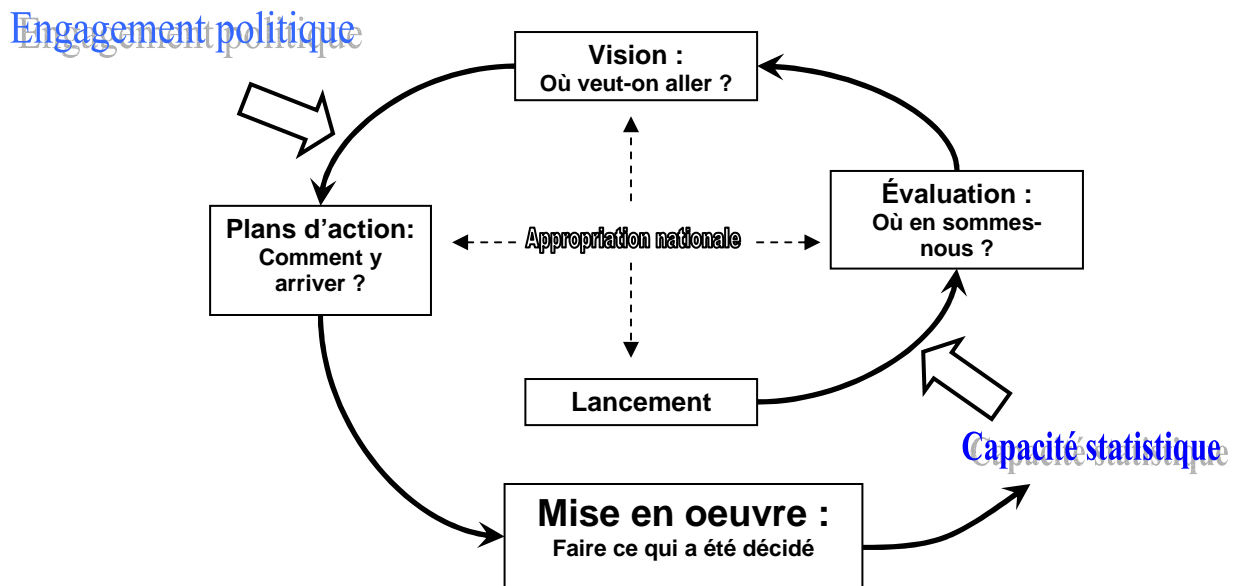 Engagement politique
Vision :
Où veut-on aller ?
Évaluation :
Où en sommes-
nous ?
Plans d'action:
Comment y
arriver ?
Appropriation nationale
Lancement
Capacité statistique
Mise en oeuvre :
Faire ce qui a été décidé